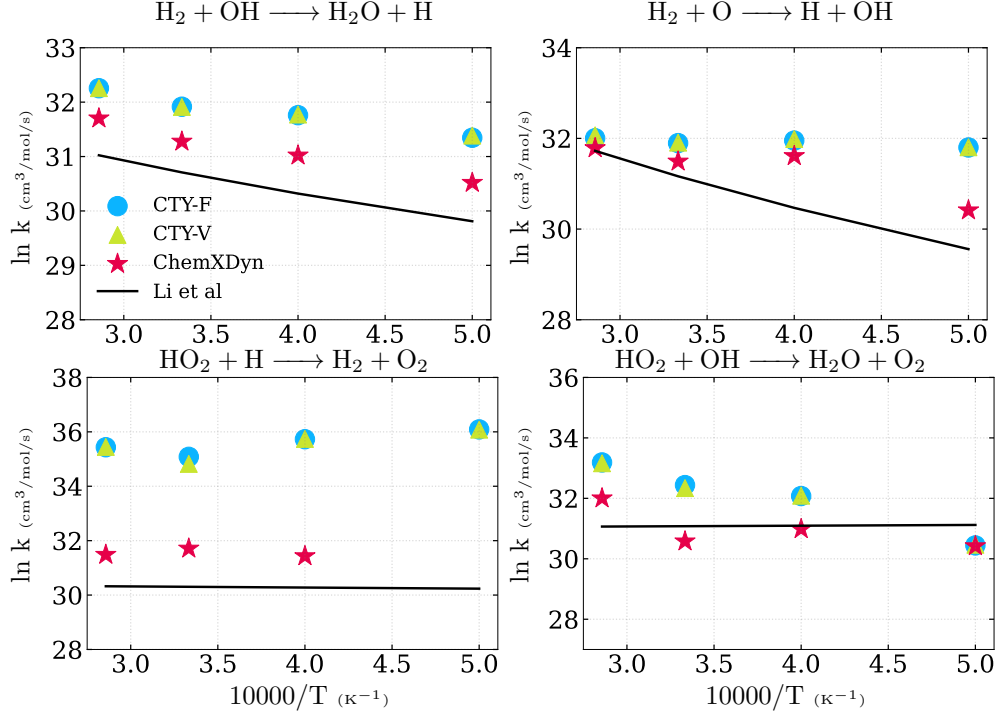 H₂ + OH ⟶ H₂O + H
H₂ + O ⟶ H + OH
ln k (cm³/mol/s)
33
32
31
30
29
28
3.0 3.5 4.0 4.5 5.0
CTY-F
CTY-V
ChemXDyn
Li et al
ln k (cm³/mol/s)
34
32
30
28
3.0 3.5 4.0 4.5 5.0
HO₂ + H ⟶ H₂ + O₂
HO₂ + OH ⟶ H₂O + O₂
ln k (cm³/mol/s)
38
36
34
32
30
28
3.0 3.5 4.0 4.5 5.0
10000/T (K⁻¹)
ln k (cm³/mol/s)
36
34
32
30
28
3.0 3.5 4.0 4.5 5.0
10000/T (K⁻¹)